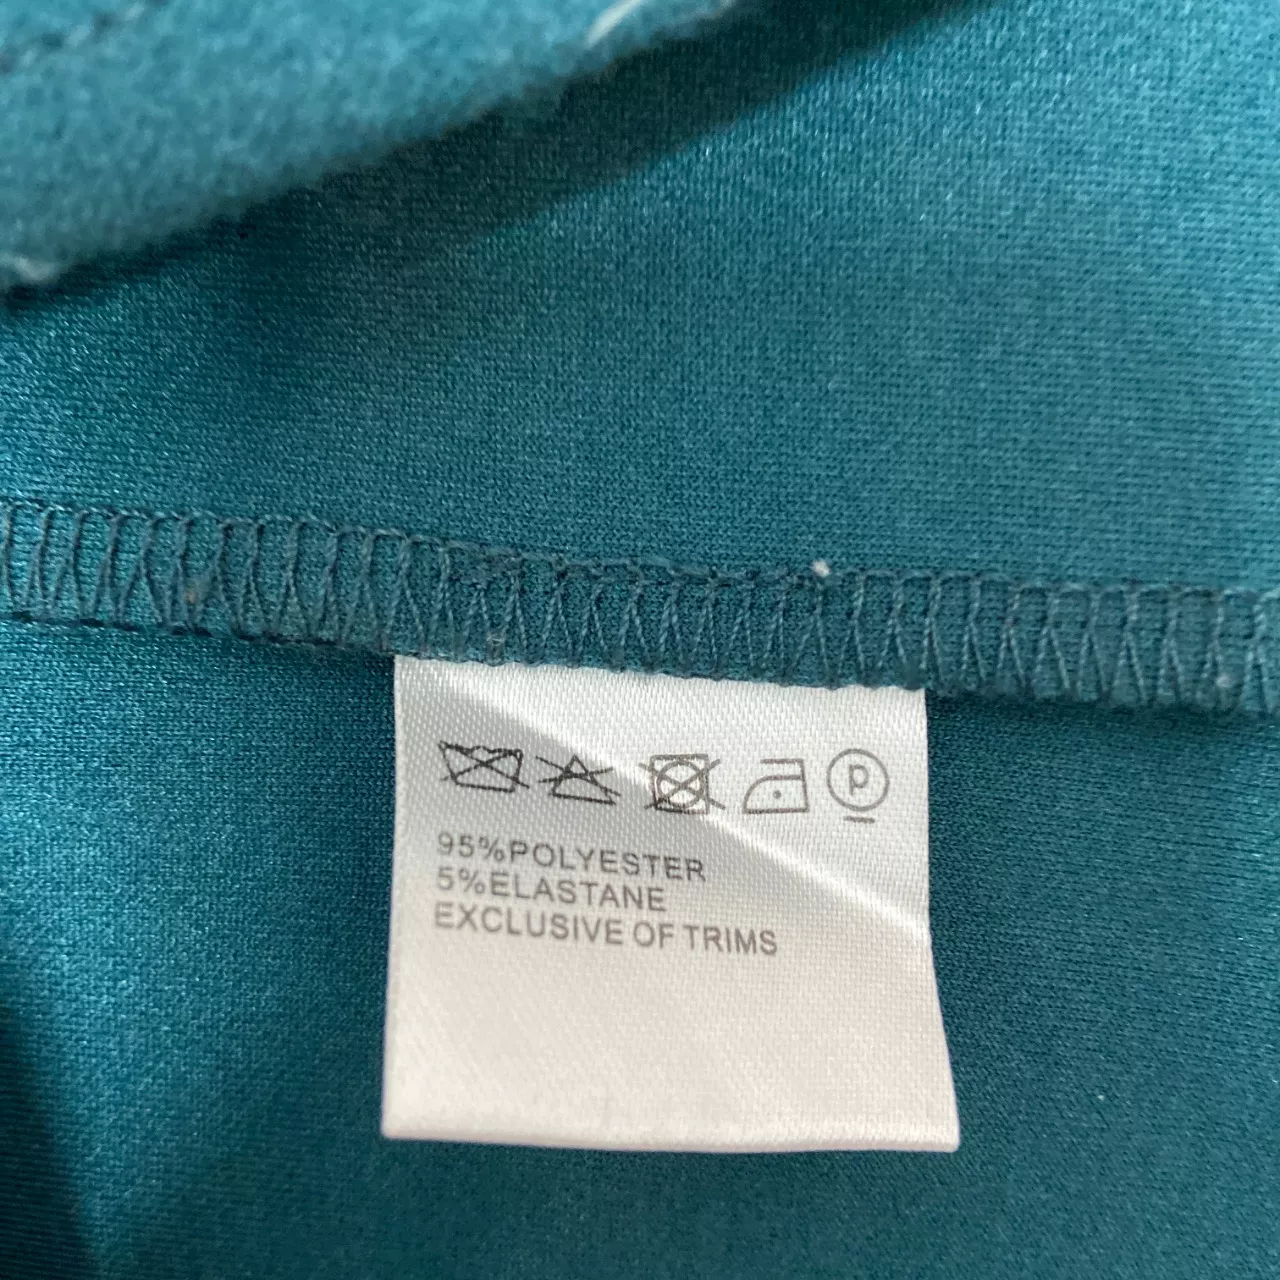 P
95%POLYESTER
5%ELASTANE
EXCLUSIVE OF TRIMS